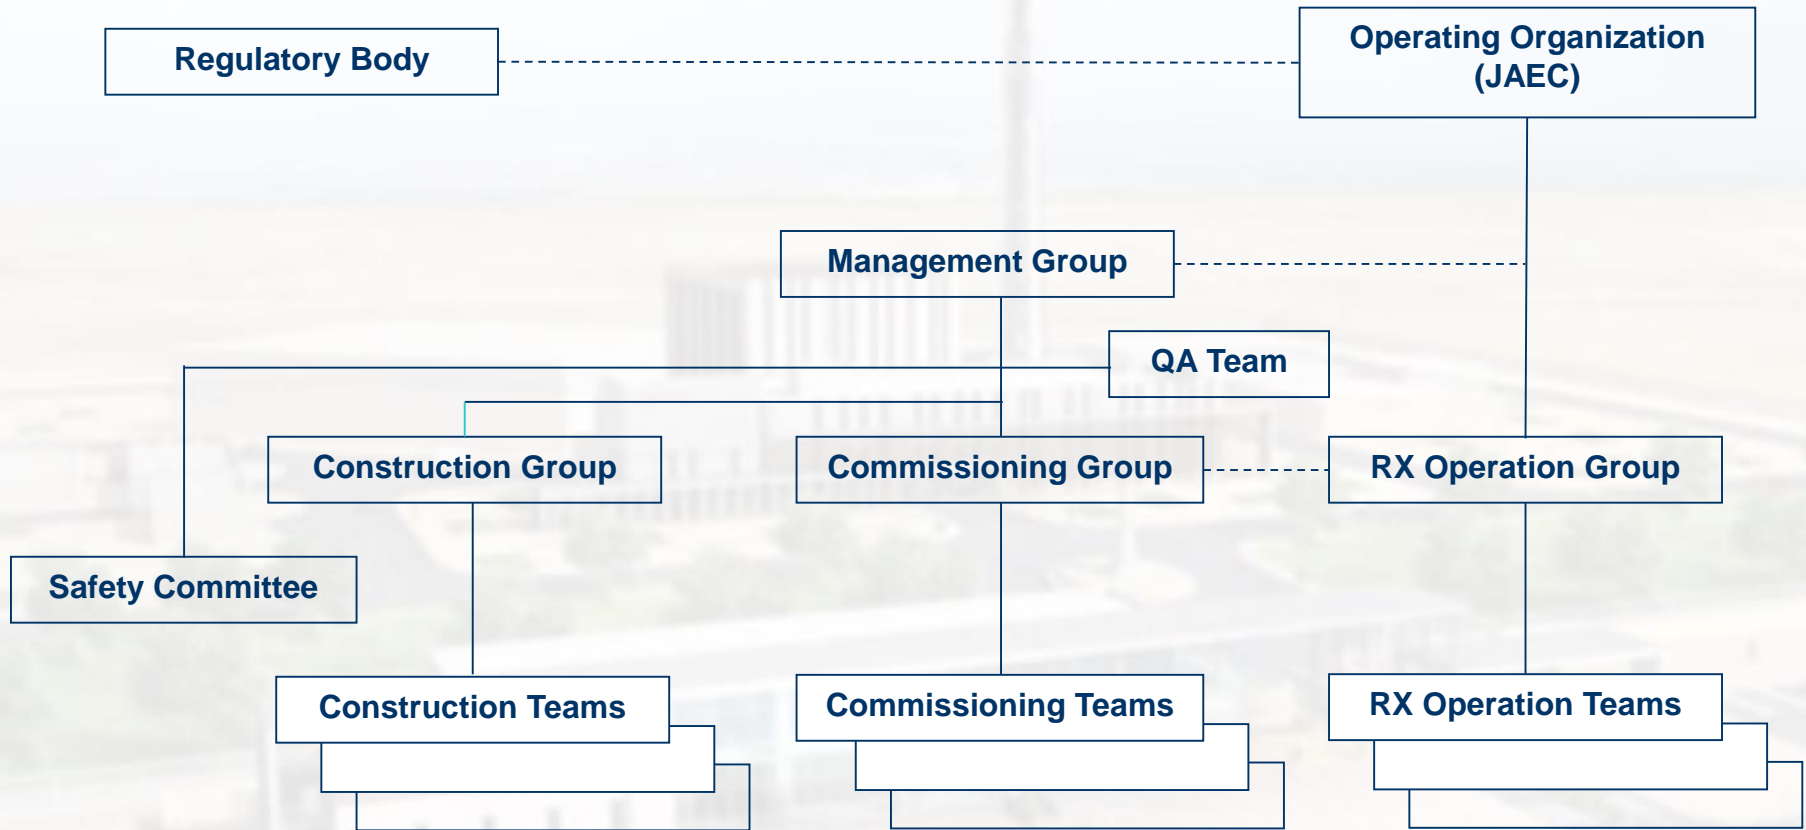 Regulatory Body
Operating Organization
(JAEC)
Management Group
QA Team
Construction Group
Commissioning Group
RX Operation Group
Safety Committee
Construction Teams
Commissioning Teams
RX Operation Teams